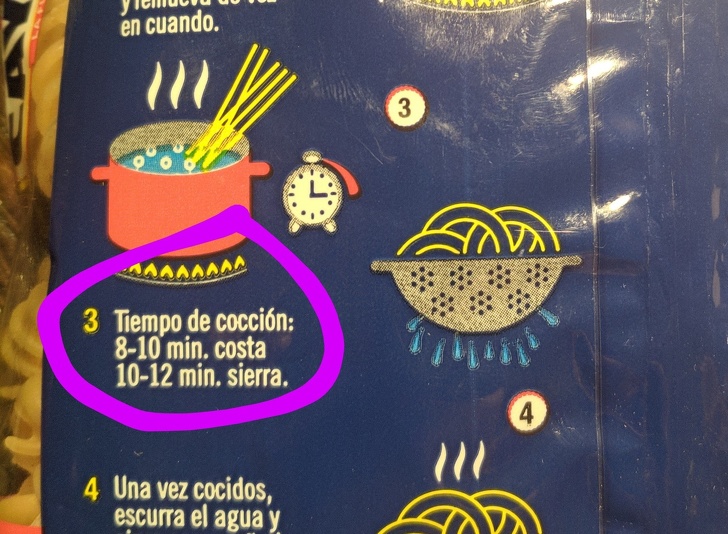 en cuando.
3
3 Tiempo de cocción:
8-10 min. costa
10-12 min. sierra.
4
4 Una vez cocidos,
escurra el agua y